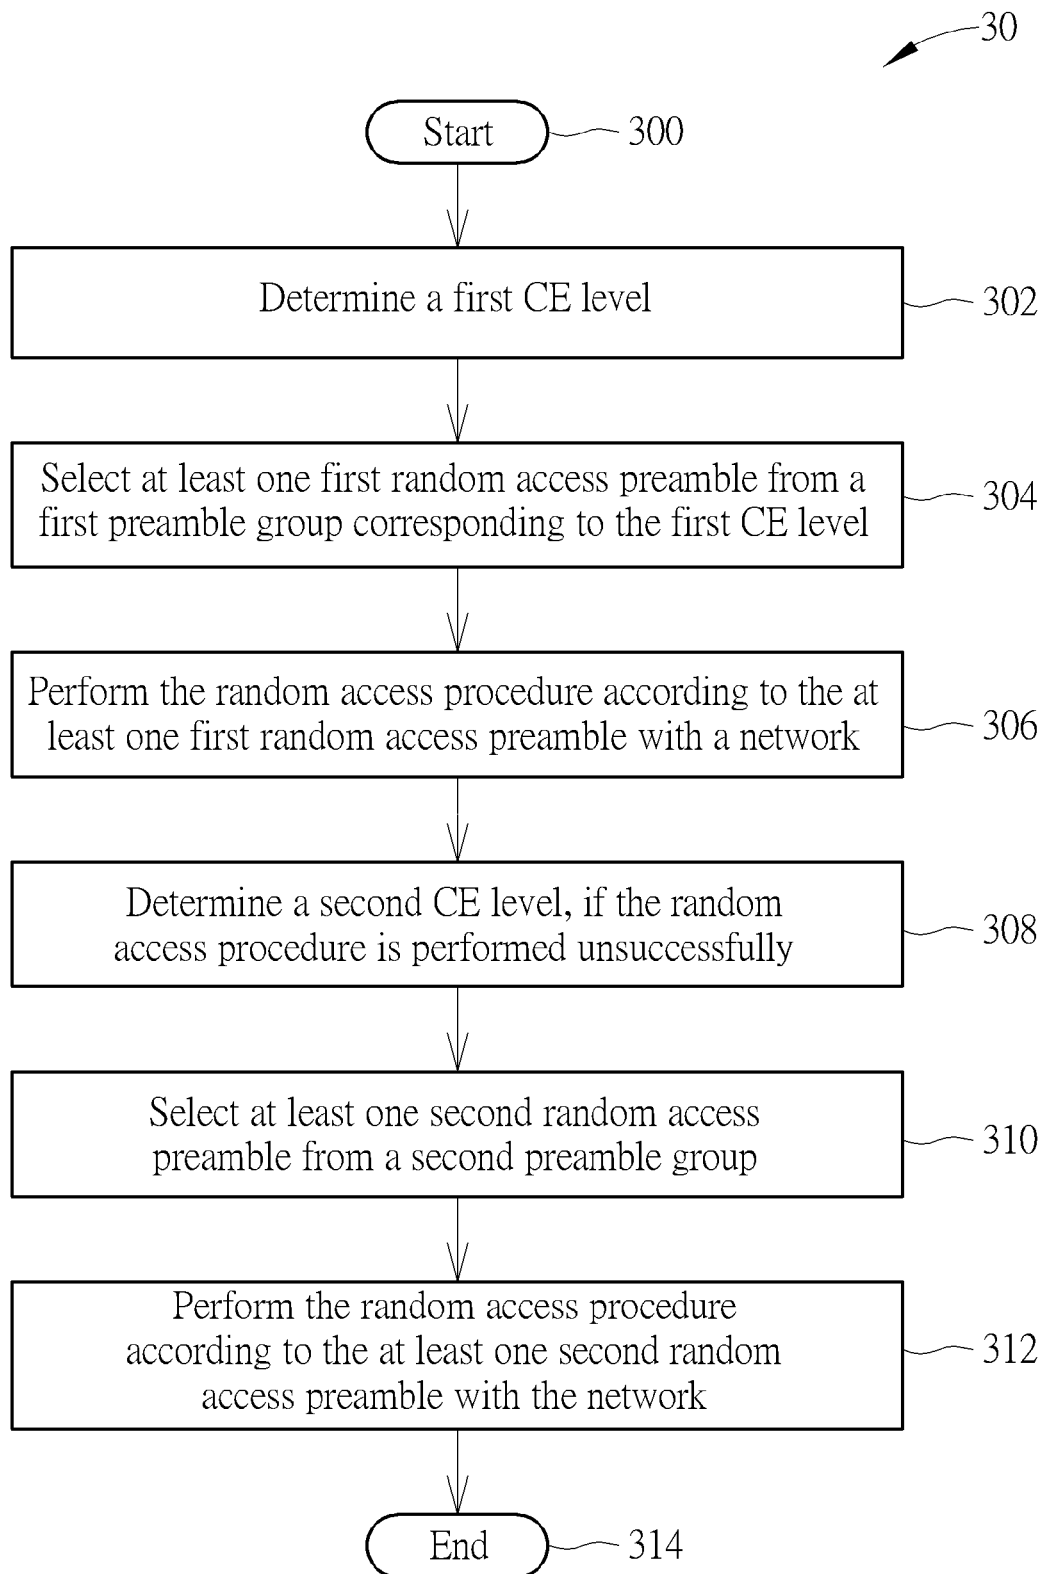 30
Start
300
Determine a first CE level
302
Select at least one first random access preamble from a
first preamble group corresponding to the first CE level
304
Perform the random access procedure according to the at
least one first random access preamble with a network
306
Determine a second CE level, if the random
access procedure is performed unsuccessfully
308
Select at least one second random access
preamble from a second preamble group
310
Perform the random access procedure
according to the at least one second random
access preamble with the network
312
End
314